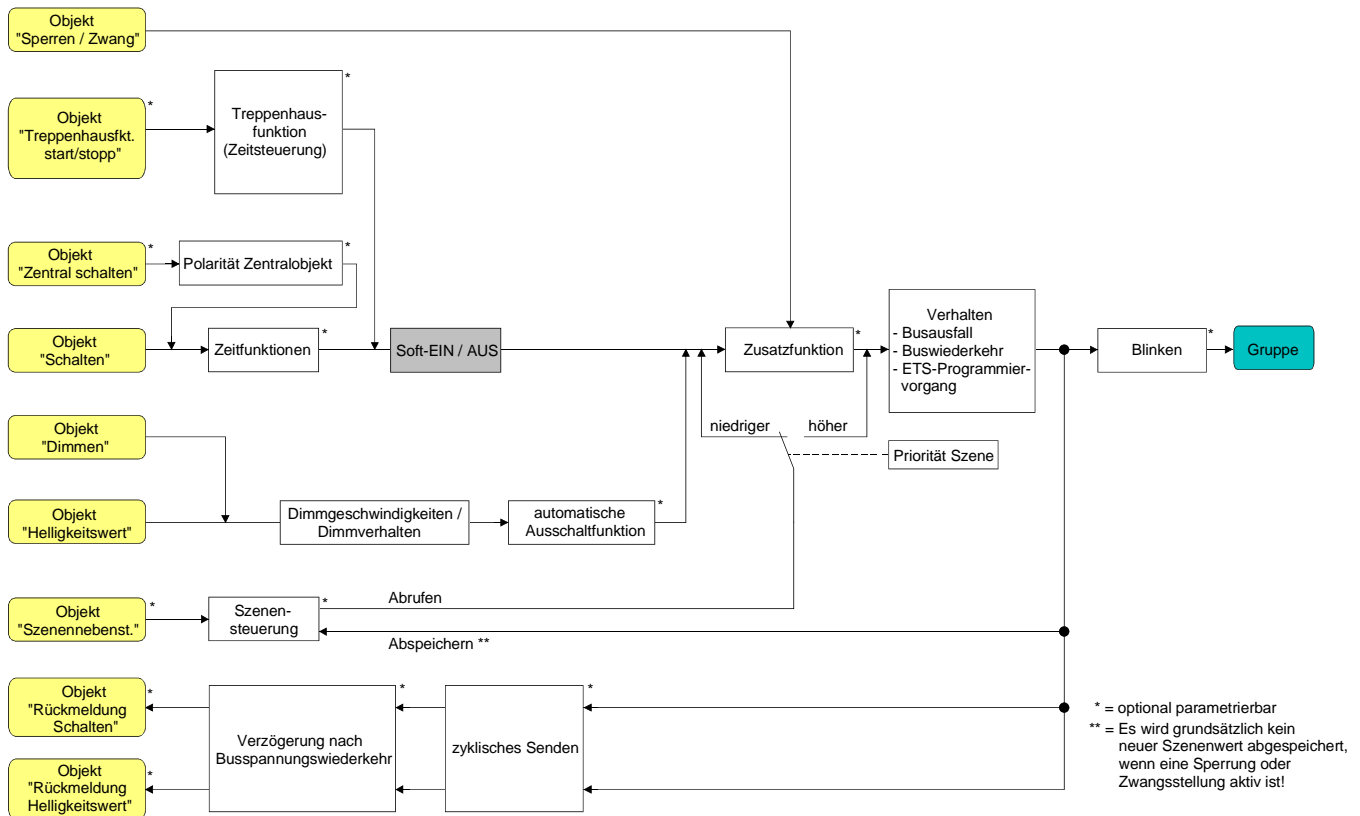 Objekt
"Sperren / Zwang"
*
Objekt
"Treppenhausfkt.
start/stopp"
*
Treppenhaus-
funktion
(Zeitsteuerung)
*
Objekt
"Zentral schalten"
*
Polarität Zentralobjekt
*
Objekt
"Schalten"
Zeitfunktionen
*
Soft-EIN / AUS
Zusatzfunktion
*
Verhalten
- Busausfall
- Buswiederkehr
- ETS-Programmier-
vorgang
Blinken
*
Gruppe
niedriger
höher
Priorität Szene
Objekt
"Dimmen"
Objekt
"Helligkeitswert"
Dimmgeschwindigkeiten /
Dimmverhalten
automatische
Ausschaltfunktion
*
Objekt
"Szenennebenst."
*
Szenen-
steuerung
*
Abrufen
Abspeichern **
Objekt
"Rückmeldung
Schalten"
*
Objekt
"Rückmeldung
Helligkeitswert"
*
Verzögerung nach
Busspannungswiederkehr
*
zyklisches Senden
*
* = optional parametrierbar
** = Es wird grundsätzlich kein
neuer Szenenwert abgespeichert,
wenn eine Sperrung oder
Zwangsstellung aktiv ist!